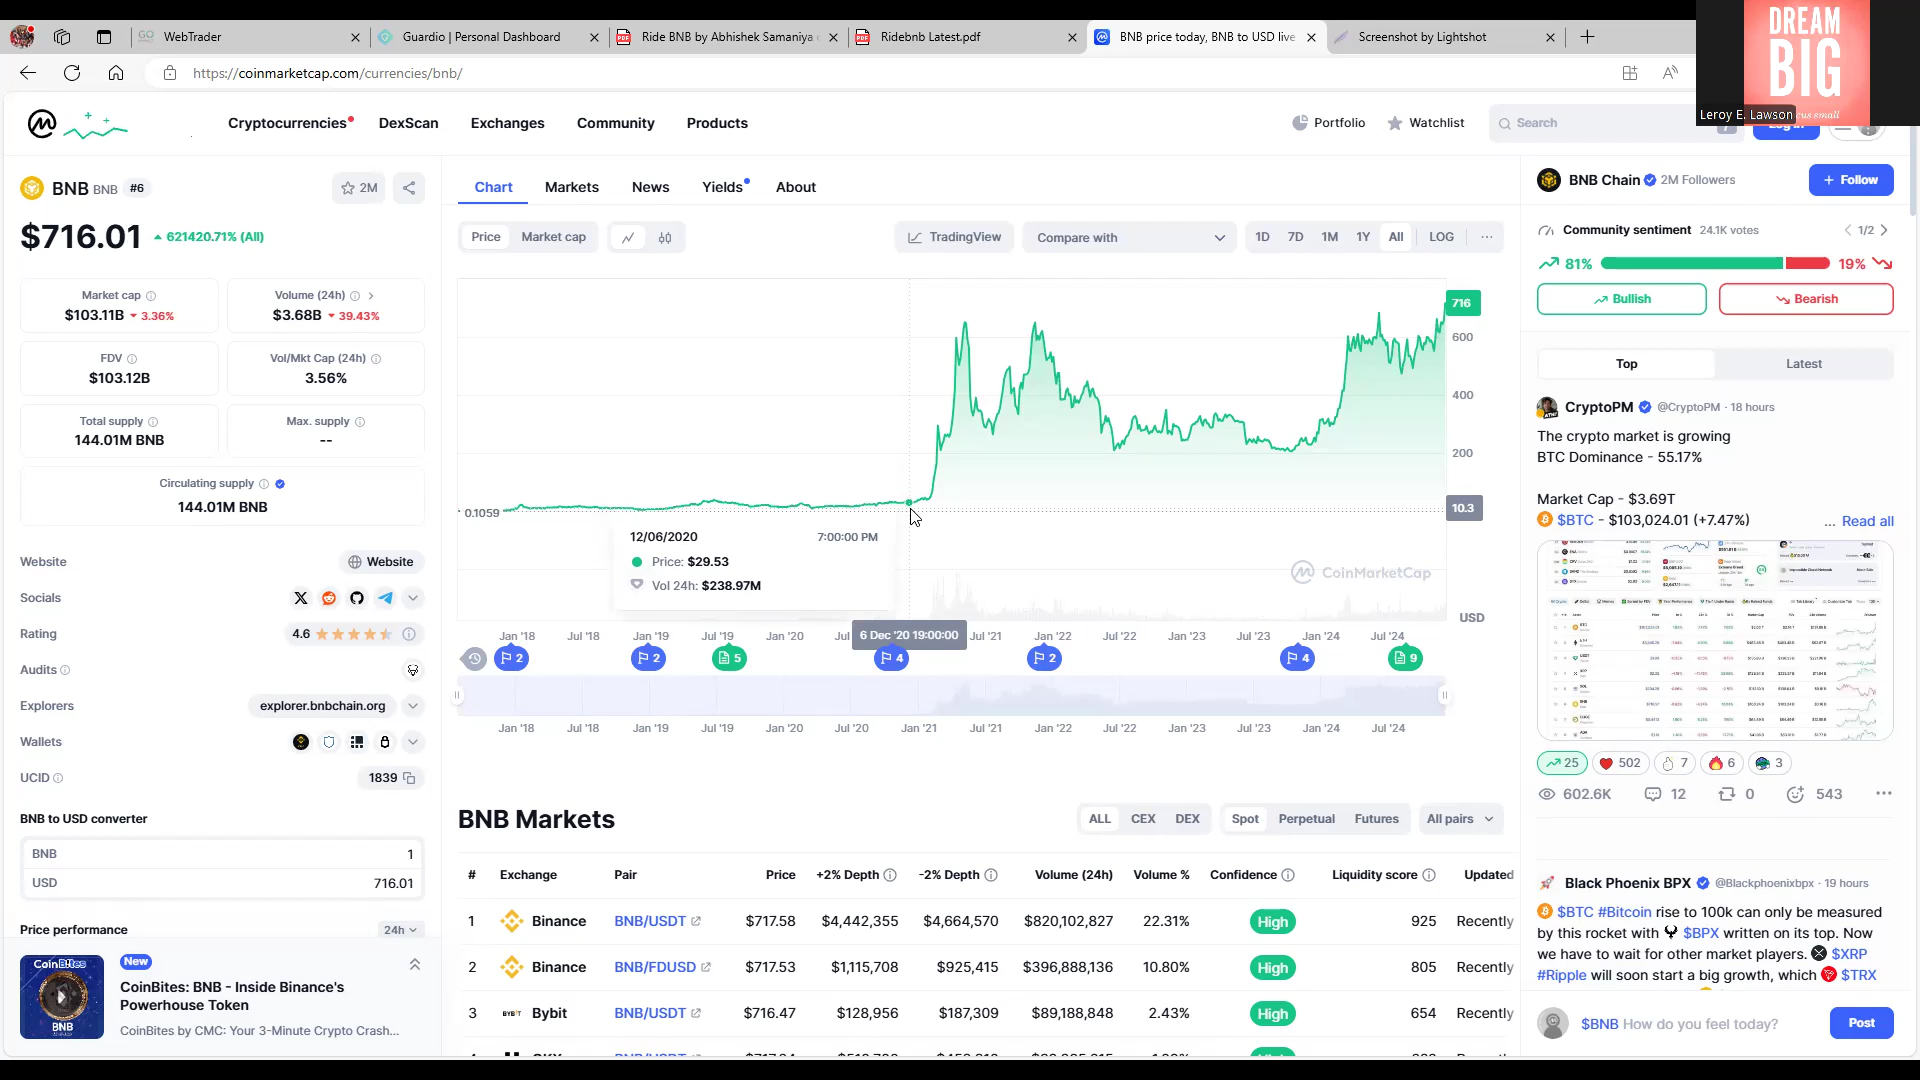 WebTrader
Guardio | Personal Dashboard
Ride BNB by Abhishek Samaniya
Ridebnb Latest.pdf
BNB price today, BNB to USD live
Screenshot by Lightshot
https://coinmarketcap.com/currencies/bnb/
DREAM
BIG
Leroy E. Lawson
Cryptocurrencies
DexScan
Exchanges
Community
Products
Portfolio
Watchlist
Search
Log In
BNB BNB #6
2M
$716.01
621420.71% (All)
Market cap
$103.11B 3.36%
Volume (24h)
$3.68B 39.43%
FDV
$103.12B
Vol/Mkt Cap (24h)
3.56%
Total supply
144.01M BNB
Max. supply
--
Circulating supply
144.01M BNB
Website
Website
Socials
Rating
4.6
Audits
Explorers
explorer.bnbchain.org
Wallets
UCID
1839
BNB to USD converter
BNB
1
USD
716.01
Price performance
24h
CoinBites
BNB
New
CoinBites: BNB - Inside Binance's
Powerhouse Token
CoinBites by CMC: Your 3-Minute Crypto Crash...
Chart
Markets
News
Yields
About
Price
Market cap
TradingView
Compare with
1D
7D
1M
1Y
All
LOG
716
600
400
200
10.3
0.1059
12/06/2020
7:00:00 PM
Price: $29.53
Vol 24h: $238.97M
CoinMarketCap
USD
Jan '18
Jul '18
Jan '19
Jul '19
Jan '20
Jul
6 Dec '20 19:00:00
Jul '21
Jan '22
Jul '22
Jan '23
Jul '23
Jan '24
Jul '24
2
2
5
4
2
4
9
Jan '18
Jul '18
Jan '19
Jul '19
Jan '20
Jul '20
Jan '21
Jul '21
Jan '22
Jul '22
Jan '23
Jul '23
Jan '24
Jul '24
BNB Markets
ALL
CEX
DEX
Spot
Perpetual
Futures
All pairs
# Exchange Pair Price +2% Depth -2% Depth Volume (24h) Volume % Confidence Liquidity score Updated
1 Binance BNB/USDT $717.58 $4,442,355 $4,664,570 $820,102,827 22.31% High 925 Recently
2 Binance BNB/FDUSD $717.53 $1,115,708 $925,415 $396,888,136 10.80% High 805 Recently
3 BYBIT Bybit BNB/USDT $716.47 $128,956 $187,309 $89,188,848 2.43% High 654 Recently
BNB Chain 2M Followers
+ Follow
Community sentiment 24.1K votes
1/2
81%
19%
Bullish
Bearish
Top
Latest
CryptoPM @CryptoPM · 18 hours
The crypto market is growing
BTC Dominance - 55.17%
Market Cap - $3.69T
$BTC - $103,024.01 (+7.47%)
... Read all
25
502
7
6
3
602.6K
12
0
543
Black Phoenix BPX @Blackphoenixbpx · 19 hours
$BTC #Bitcoin rise to 100k can only be measured
by this rocket with $BPX written on its top. Now
we have to wait for other market players. $XRP
#Ripple will soon start a big growth, which $TRX
$BNB How do you feel today?
Post